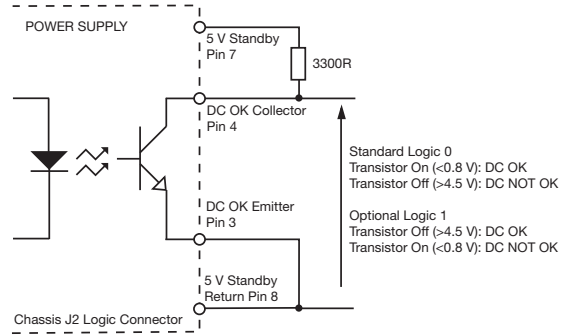 POWER SUPPLY
5 V Standby
Pin 7
3300R
DC OK Collector
Pin 4
Standard Logic 0
Transistor On (<0.8 V): DC OK
Transistor Off (>4.5 V): DC NOT OK
Optional Logic 1
Transistor Off (>4.5 V): DC OK
Transistor On (<0.8 V): DC NOT OK
DC OK Emitter
Pin 3
5 V Standby
Return Pin 8
Chassis J2 Logic Connector